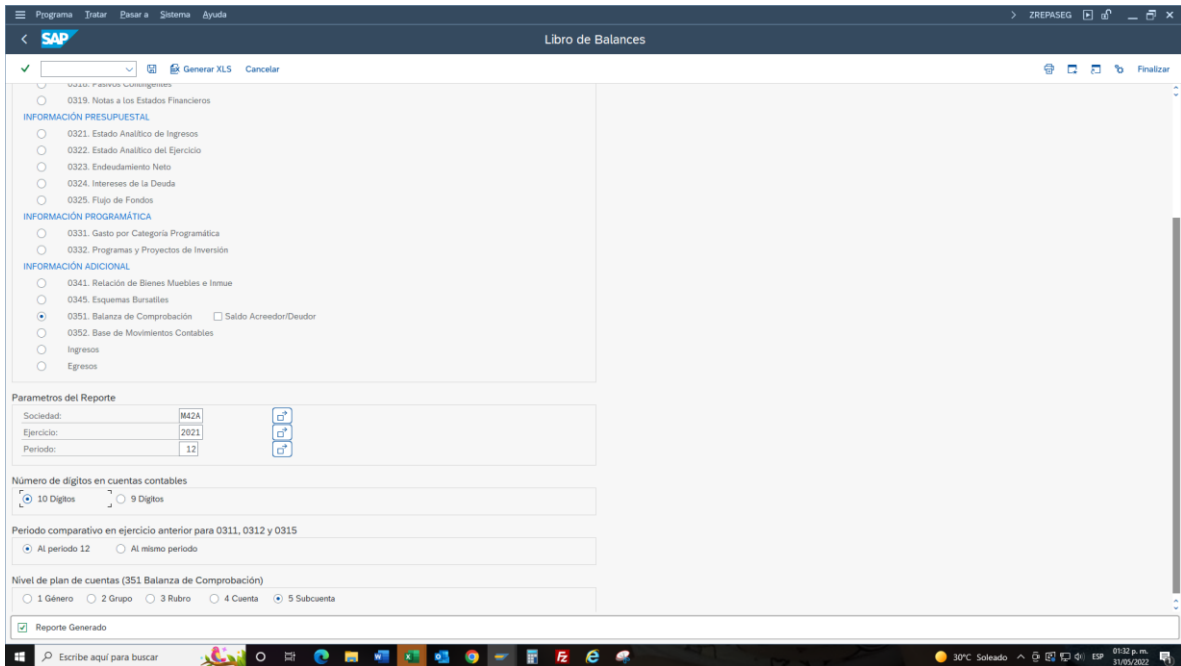 Programa Tratar Pasar a Sistema Ayuda ZREPASEG
SAP Libro de Balances
Generar XLS Cancelar Finalizar
0318. Pasivos Contingentes
0319. Notas a los Estados Financieros
INFORMACIÓN PRESUPUESTAL
0321. Estado Analítico de Ingresos
0322. Estado Analítico del Ejercicio
0323. Endeudamiento Neto
0324. Intereses de la Deuda
0325. Flujo de Fondos
INFORMACIÓN PROGRAMÁTICA
0331. Gasto por Categoría Programática
0332. Programas y Proyectos de Inversión
INFORMACIÓN ADICIONAL
0341. Relación de Bienes Muebles e Inmue
0345. Esquemas Bursatiles
0351. Balanza de Comprobación Saldo Acreedor/Deudor
0352. Base de Movimientos Contables
Ingresos
Egresos
Parametros del Reporte
Sociedad: M42A
Ejercicio: 2021
Periodo: 12
Número de dígitos en cuentas contables
10 Digitos 9 Digitos
Periodo comparativo en ejercicio anterior para 0311, 0312 y 0315
Al periodo 12 Al mismo periodo
Nivel de plan de cuentas (351 Balanza de Comprobación)
1 Género 2 Grupo 3 Rubro 4 Cuenta 5 Subcuenta
Reporte Generado
Escribe aquí para buscar 30°C Soleado ESP 01:32 p. m.
31/05/2022